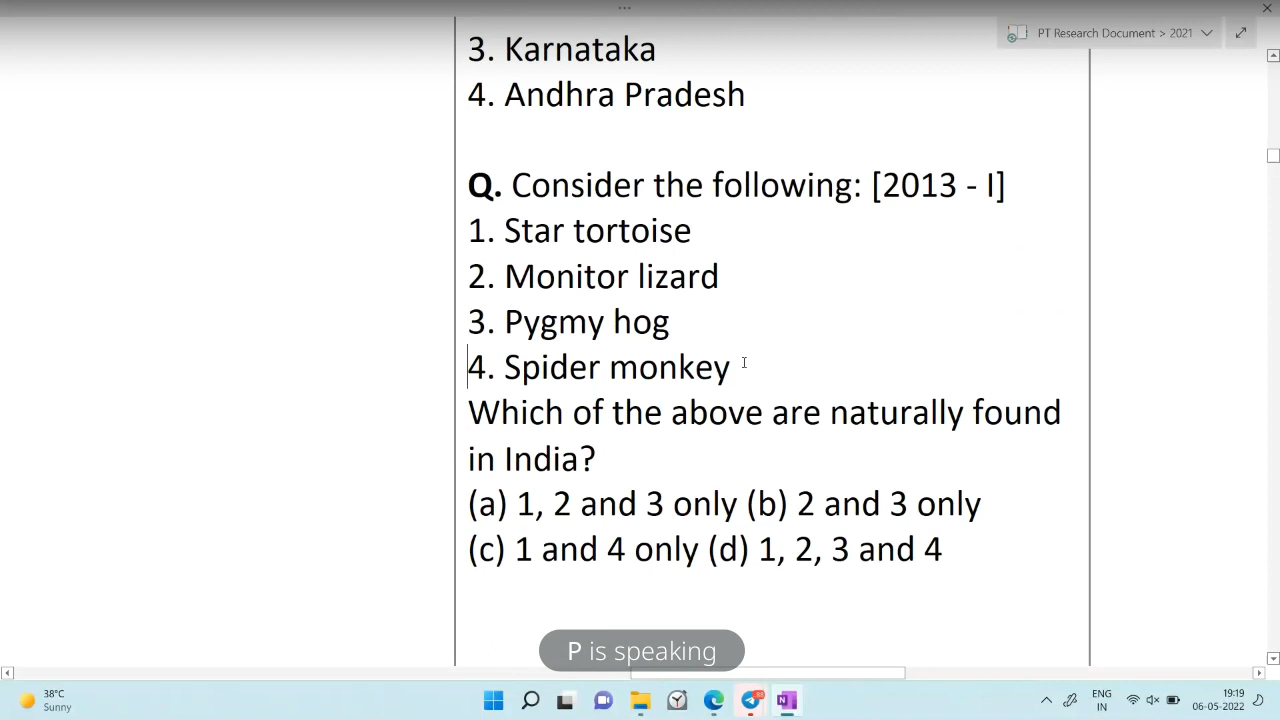 PT Research Document > 2021
3. Karnataka
4. Andhra Pradesh
Q. Consider the following: [2013 - I]
1. Star tortoise
2. Monitor lizard
3. Pygmy hog
4. Spider monkey
Which of the above are naturally found
in India?
(a) 1, 2 and 3 only (b) 2 and 3 only
(c) 1 and 4 only (d) 1, 2, 3 and 4
P is speaking
38°C
Sunny
ENG
IN
19:19
06-05-2022